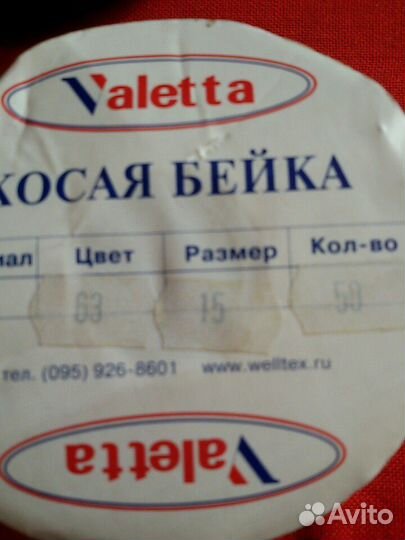 Valetta
КОСАЯ БЕЙКА
иал Цвет Размер Кол-во
63 15 50
тел. (095) 926-8601 www.welltex.ru
Valetta
Avito